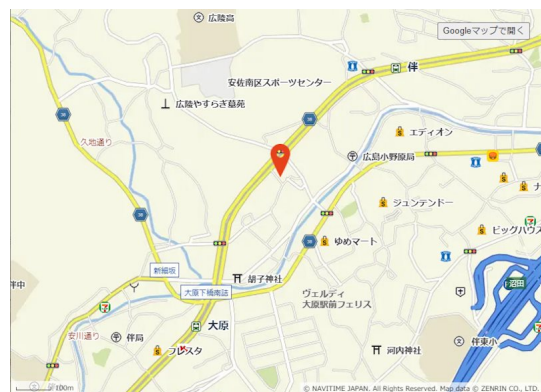 広陵局
Googleマップで開く
安佐南区スポーツセンター
伴
広陵やすらぎ墓苑
エディオン
久地通り
広島小野原局
ジュンテンドー
ナ
ビッグハウス
ゆめマート
新細坂
胡子神社
伴中
大原下橋南詰
ヴェルディ
大原駅前フェリス
沼田
大原
安川通り
伴局
フレスタ
河内神社
伴東小
100m
© NAVITIME JAPAN. All Rights Reserved. Map data © ZENRIN CO., LTD.